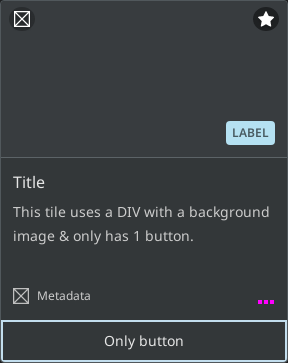 LABEL
Title
This tile uses a DIV with a background
image & only has 1 button.
Metadata
Only button